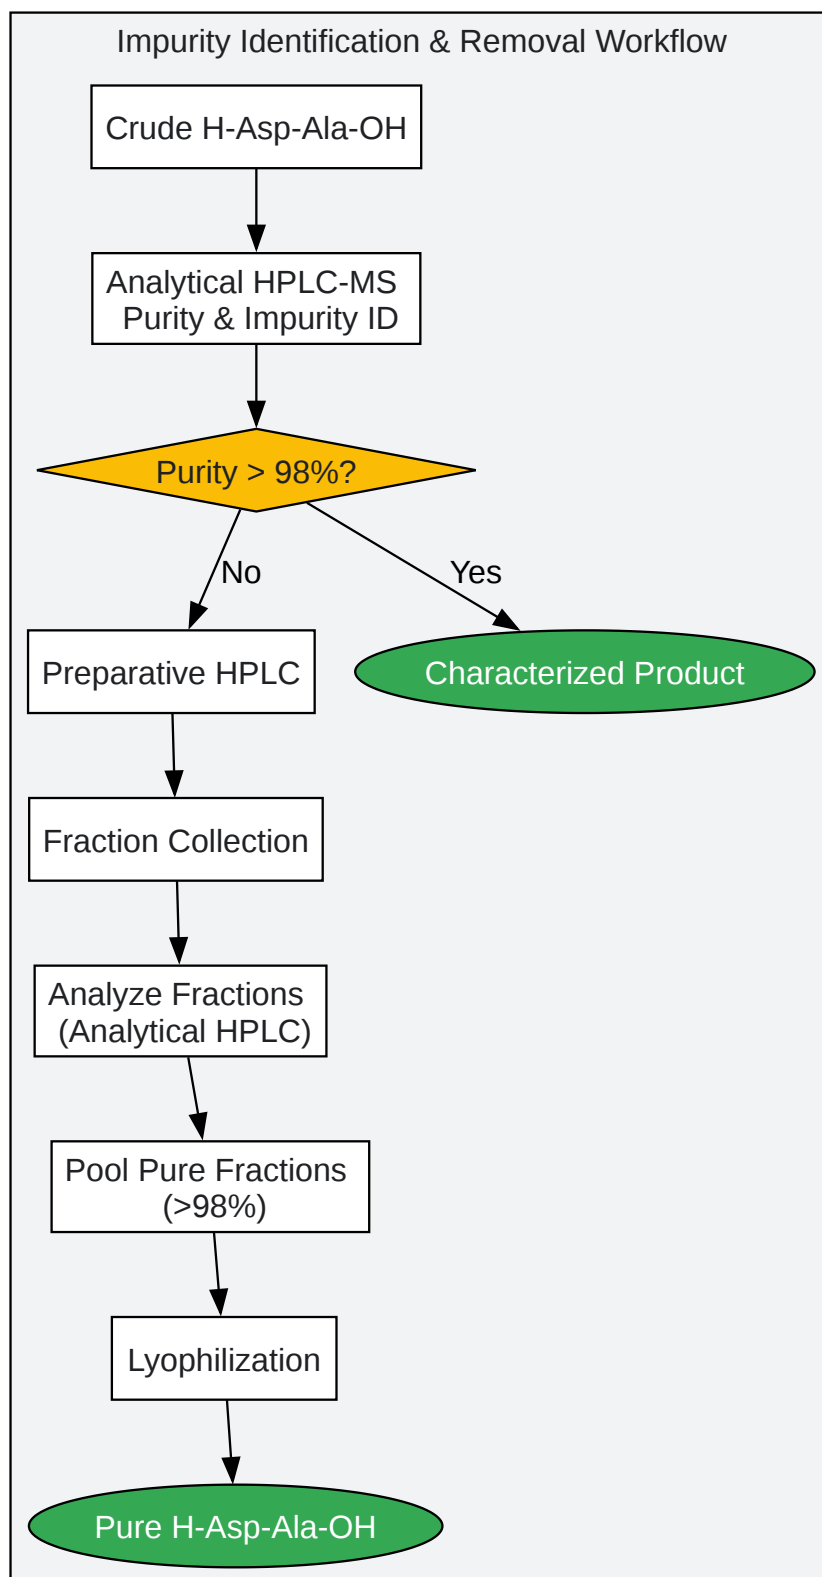 Impurity Identification & Removal Workflow
Crude H-Asp-Ala-OH
Analytical HPLC-MS
Purity & Impurity ID
Purity > 98%?
No
Yes
Preparative HPLC
Characterized Product
Fraction Collection
Analyze Fractions
(Analytical HPLC)
Pool Pure Fractions
(>98%)
Lyophilization
Pure H-Asp-Ala-OH